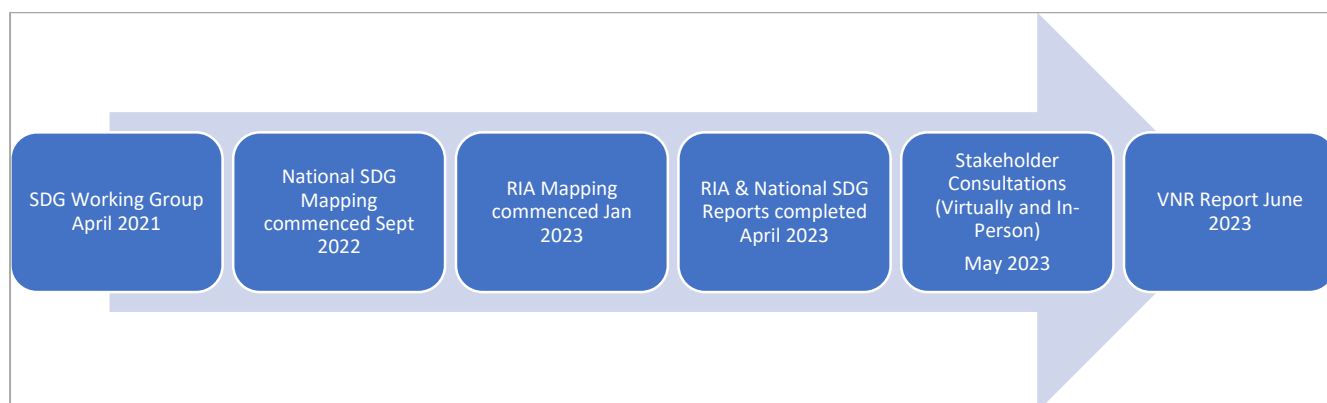 SDG Working Group
April 2021
National SDG
Mapping
commenced Sept
2022
RIA Mapping
commenced Jan
2023
RIA & National SDG
Reports completed
April 2023
Stakeholder
Consultations
(Virtually and In-
Person)
May 2023
VNR Report June
2023